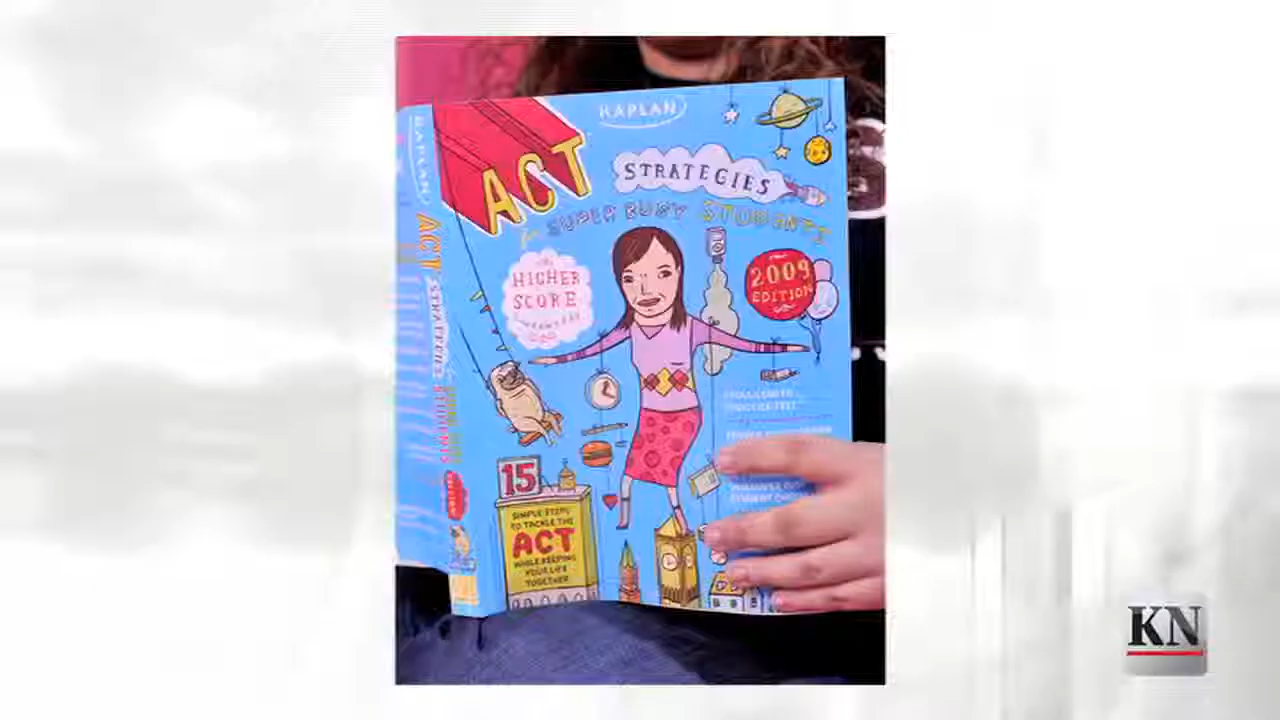 KAPLAN
ACT
STRATEGIES
for SUPER BUSY STUDENTS
2009
EDITION
HIGHER
SCORE
15
SIMPLE STEPS
TO TACKLE THE
ACT
WHILE KEEPING
YOUR LIFE
TOGETHER
KAPLAN
ACT STRATEGIES
STUDENTS
KN